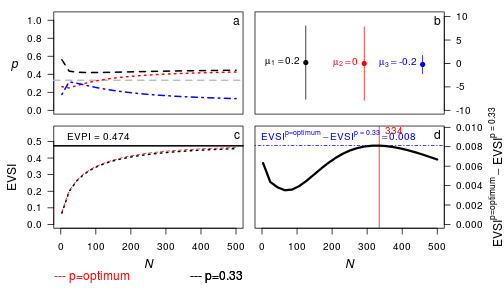 a
p
1.0
0.8
0.6
0.4
0.2
0.0
b
μ1 = 0.2
μ2 = 0
μ3 = -0.2
10
5
0
-5
-10
c
EVPI = 0.474
EVSI
0.5
0.4
0.3
0.2
0.1
0.0
0 100 200 300 400 500
N
d
EVSI^p=optimum − EVSI^p = 0.33 = 0.008
334
0.010
0.008
0.006
0.004
0.002
0.000
EVSI^p=optimum − EVSI^p = 0.33
0 100 200 300 400 500
N
--- p=optimum
--- p=0.33